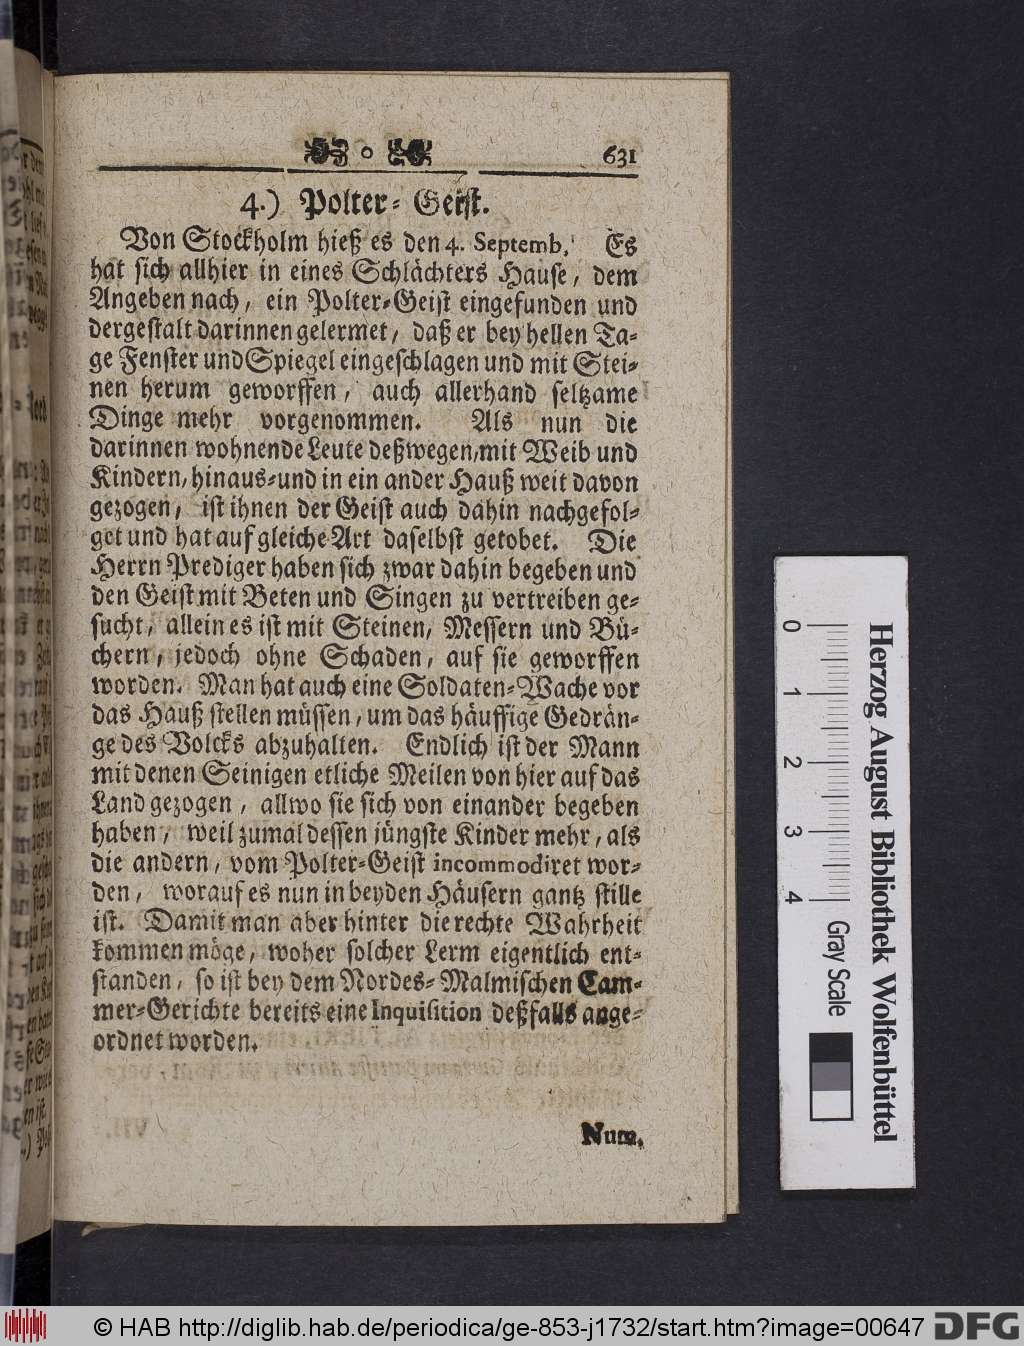 631
4.) Polter-Geist.
Von Stockholm hieß es den 4. Septemb, Es
hat sich allhier in eines Schlächters Hause, dem
Angeben nach, ein Polter-Geist eingefunden und
dergestalt darinnen gelermet, daß er bey hellen Ta-
ge Fenster und Spiegel eingeschlagen und mit Stei-
nen herum geworffen, auch allerhand seltzame
Dinge mehr vorgenommen. Als nun die
darinnen wohnende Leute deßwegen, mit Weib und
Kindern, hinaus- und in ein ander Hauß weit davon
gezogen, ist ihnen der Geist auch dahin nachgefol-
get und hat auf gleiche Art daselbst getobet. Die
Herrn Prediger haben sich zwar dahin begeben und
den Geist mit Beten und Singen zu vertreiben ge-
sucht, allein es ist mit Steinen, Messern und Bü-
chern, jedoch ohne Schaden, auf sie geworffen
worden. Man hat auch eine Soldaten-Wache vor
das Hauß stellen müssen, um das häuffige Gedrän-
ge des Volcks abzuhalten. Endlich ist der Mann
mit denen Seinigen etliche Meilen von hier auf das
Land gezogen, allwo sie sich von einander begeben
haben, weil zumal dessen jüngste Kinder mehr, als
die andern, vom Polter-Geist incommodiret wor-
den, worauf es nun in beyden Häusern gantz stille
ist. Damit man aber hinter die rechte Wahrheit
kommen möge, woher solcher Lerm eigentlich ent-
standen, so ist bey dem Nordes-Malmischen Cam-
mer-Gerichte bereits eine Inquisition deßfalls ange-
ordnet worden.
Num.
0 1 2 3 4
Gray Scale
Herzog August Bibliothek Wolfenbüttel
© HAB http://diglib.hab.de/periodica/ge-853-j1732/start.htm?image=00647
DFG